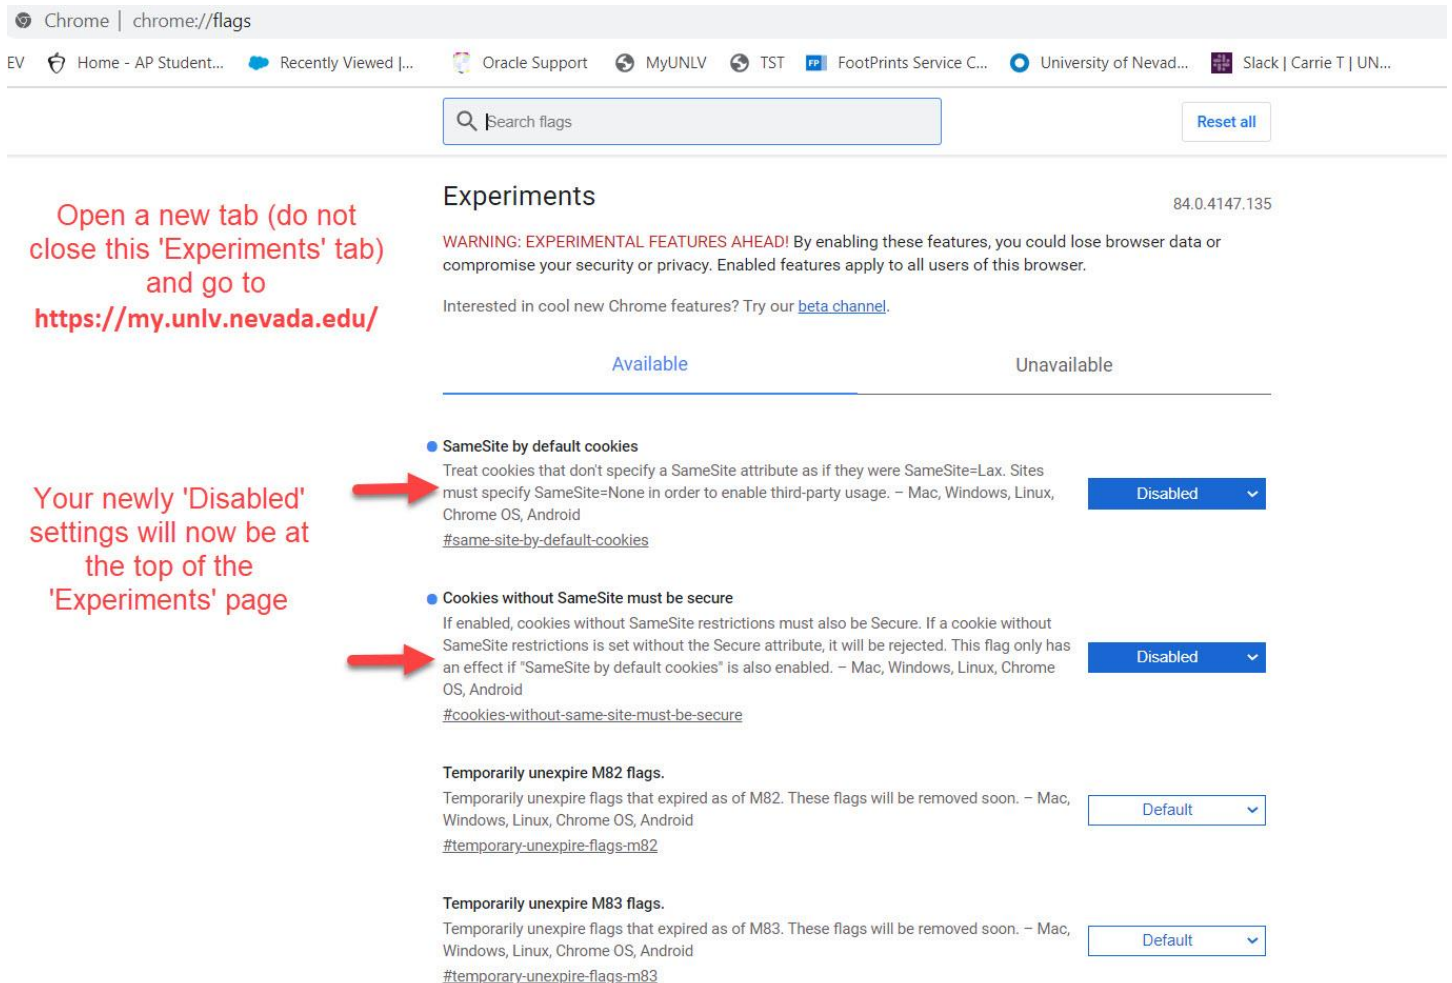 Chrome | chrome://flags
EV Home - AP Student... Recently Viewed |... Oracle Support MyUNLV TST FP FootPrints Service C... University of Nevad... Slack | Carrie T | UN...
Search flags
Reset all
Experiments
84.0.4147.135
WARNING: EXPERIMENTAL FEATURES AHEAD! By enabling these features, you could lose browser data or
compromise your security or privacy. Enabled features apply to all users of this browser.
Interested in cool new Chrome features? Try our beta channel.
Open a new tab (do not
close this 'Experiments' tab)
and go to
https://my.unlv.nevada.edu/
Available
Unavailable
SameSite by default cookies
Treat cookies that don't specify a SameSite attribute as if they were SameSite=Lax. Sites
must specify SameSite=None in order to enable third-party usage. – Mac, Windows, Linux,
Chrome OS, Android
#same-site-by-default-cookies
Disabled
Your newly 'Disabled'
settings will now be at
the top of the
'Experiments' page
Cookies without SameSite must be secure
If enabled, cookies without SameSite restrictions must also be Secure. If a cookie without
SameSite restrictions is set without the Secure attribute, it will be rejected. This flag only has
an effect if "SameSite by default cookies" is also enabled. – Mac, Windows, Linux, Chrome
OS, Android
#cookies-without-same-site-must-be-secure
Disabled
Temporarily unexpire M82 flags.
Temporarily unexpire flags that expired as of M82. These flags will be removed soon. – Mac,
Windows, Linux, Chrome OS, Android
#temporary-unexpire-flags-m82
Default
Temporarily unexpire M83 flags.
Temporarily unexpire flags that expired as of M83. These flags will be removed soon. – Mac,
Windows, Linux, Chrome OS, Android
#temporary-unexpire-flags-m83
Default